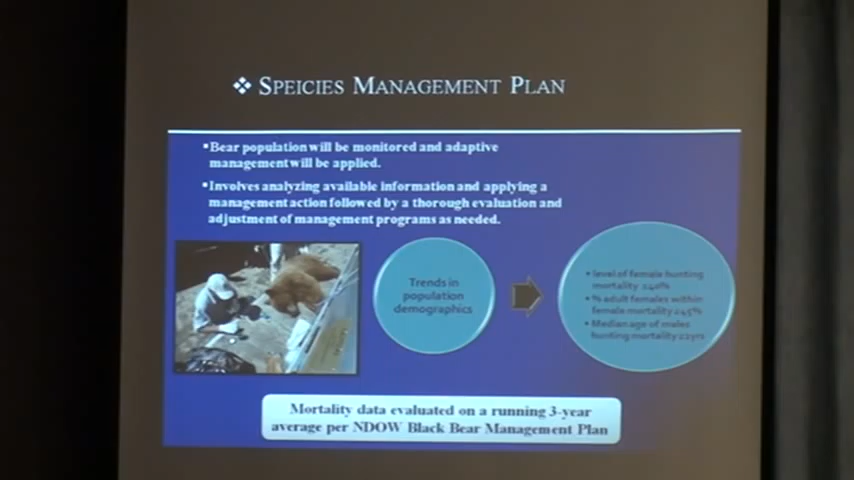 ❖ SPEICIES MANAGEMENT PLAN
▪Bear population will be monitored and adaptive
management will be applied.
▪Involves analyzing available information and applying a
management action followed by a thorough evaluation and
adjustment of management programs as needed.
Trends in
population
demographics
• level of female hunting
mortality ≤40%
• % adult females within
female mortality ≤45%
• Median age of males
hunting mortality
Mortality data evaluated on a running 3-year
average per NDOW Black Bear Management Plan